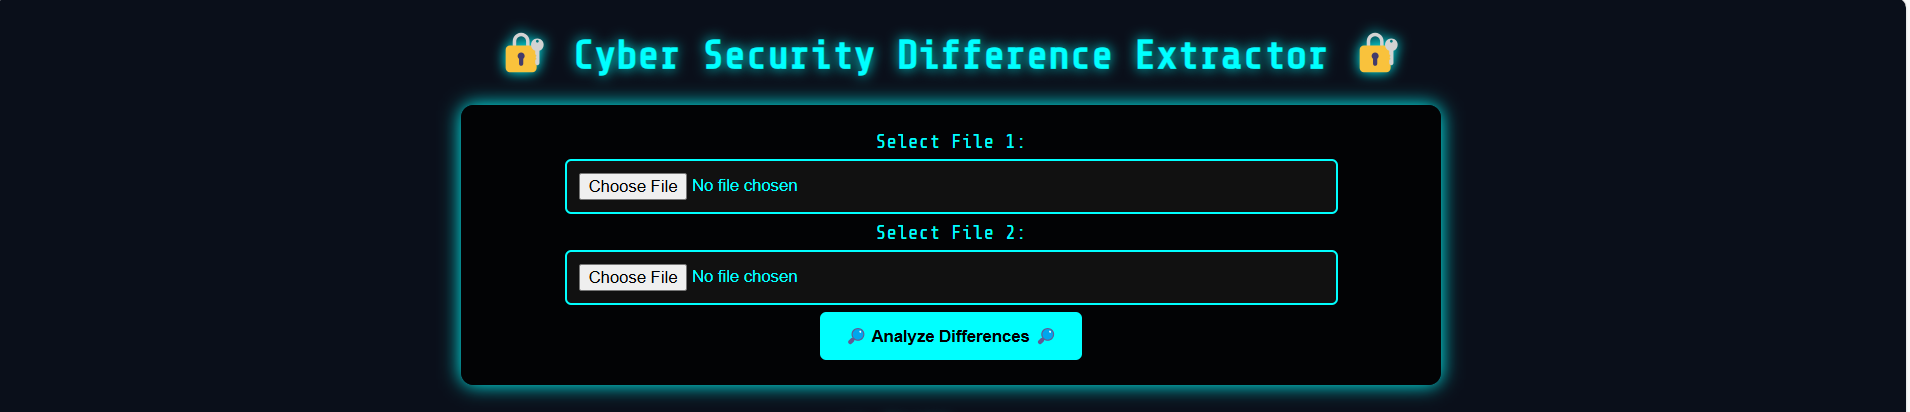 🔐 Cyber Security Difference Extractor 🔐
Select File 1:
Choose File No file chosen
Select File 2:
Choose File No file chosen
🔎 Analyze Differences 🔎